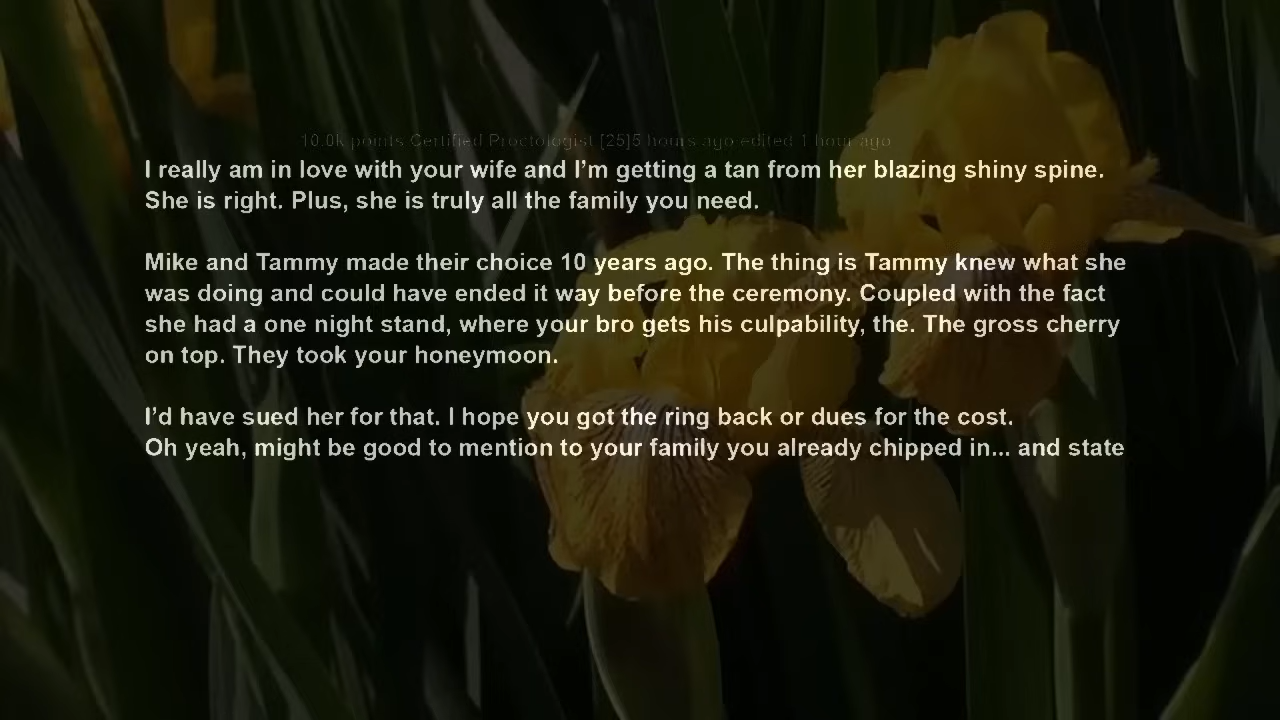 10.0k points Certified Proctologist [25]5 hours ago edited 1 hour ago
I really am in love with your wife and I’m getting a tan from her blazing shiny spine.
She is right. Plus, she is truly all the family you need.
Mike and Tammy made their choice 10 years ago. The thing is Tammy knew what she
was doing and could have ended it way before the ceremony. Coupled with the fact
she had a one night stand, where your bro gets his culpability, the. The gross cherry
on top. They took your honeymoon.
I’d have sued her for that. I hope you got the ring back or dues for the cost.
Oh yeah, might be good to mention to your family you already chipped in... and state